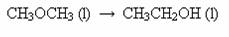 CH₃OCH₃ (l) → CH₃CH₂OH (l)